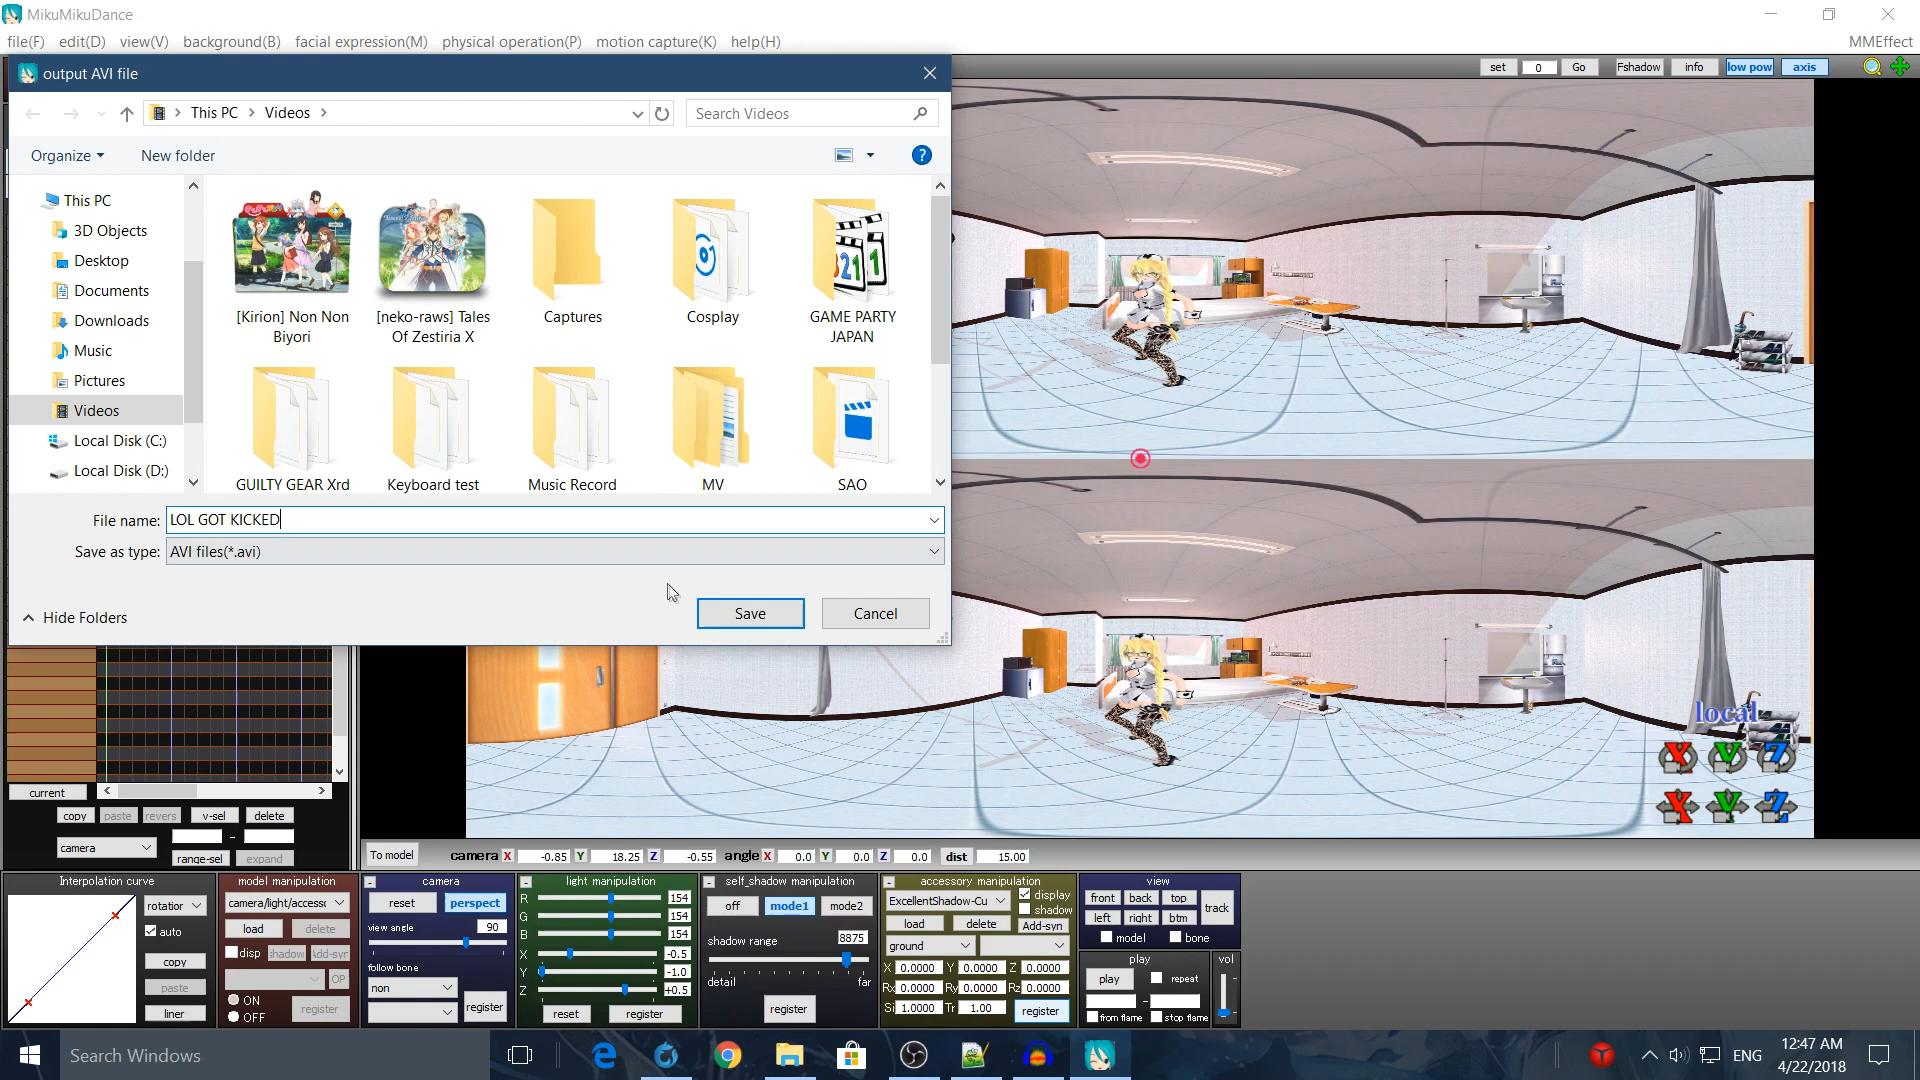 MikuMikuDance
file(F) edit(D) view(V) background(B) facial expression(M) physical operation(P) motion capture(K) help(H) MMEffect
output AVI file
set 0 Go Fshadow info low pow axis
This PC Videos
Search Videos
Organize New folder
This PC
3D Objects
Desktop
Documents
Downloads
Music
Pictures
Videos
Local Disk (C:)
Local Disk (D:)
[Kirion] Non Non Biyori
[neko-raws] Tales Of Zestiria X
Captures
Cosplay
GAME PARTY JAPAN
GUILTY GEAR Xrd
Keyboard test
Music Record
MV
SAO
File name: LOL GOT KICKED
Save as type: AVI files(*.avi)
Hide Folders
Save Cancel
local
X Y Z
X Y Z
current
copy paste revers v-sel delete
camera -
range-sel expand
To model camera X -0.85 Y 18.25 Z -0.55 angle X 0.0 Y 0.0 Z 0.0 dist 15.00
Interpolation curve
rotatior
auto
copy
paste
liner
model manipulation
camera/light/access
load delete
disp shadow Add-syn
OP
ON
OFF
register
camera
reset perspect
view angle 90
follow bone
non
register
light manipulation
R 154
G 154
B 154
X -0.5
Y -1.0
Z +0.5
reset register
self_shadow manipulation
off mode1 mode2
shadow range 8875
detail far
register
accessory manipulation
ExcellentShadow-Cu display
shadow
load delete Add-syn
ground
X 0.0000 Y 0.0000 Z 0.0000
Rx 0.0000 Ry 0.0000 Rz 0.0000
Si 1.0000 Tr 1.00 register
view
front back top
left right btm track
model bone
play
play repeat
-
from flame stop flame
vol
Search Windows
ENG
12:47 AM
4/22/2018